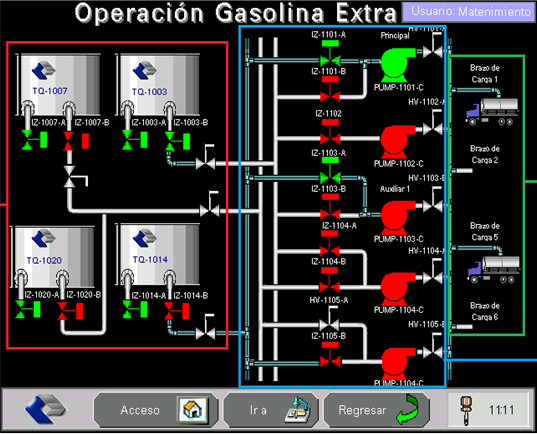 Operación Gasolina Extra
Usuario: Matenimiento
IZ-1101-A
Principal
HV-1101-A
TQ-1007
TQ-1003
IZ-1101-B
PUMP-1101-C
Brazo de
Carga 1
HV-1102-A
IZ-1102
IZ-1007-A
IZ-1007-B
IZ-1003-A
IZ-1003-B
IZ-1103-A
PUMP-1102-C
Brazo de
Carga 2
HV-1103-B
IZ-1103-B
Auxiliar 1
TQ-1020
TQ-1014
IZ-1104-A
PUMP-1103-C
Brazo de
Carga 5
HV-1104-A
IZ-1104-B
IZ-1020-A
IZ-1020-B
IZ-1014-A
IZ-1014-B
HV-1105-A
PUMP-1104-C
Brazo de
Carga 6
HV-1105-B
IZ-1105-B
PUMP-1104-C
Acceso
Ir a
Regresar
11:11